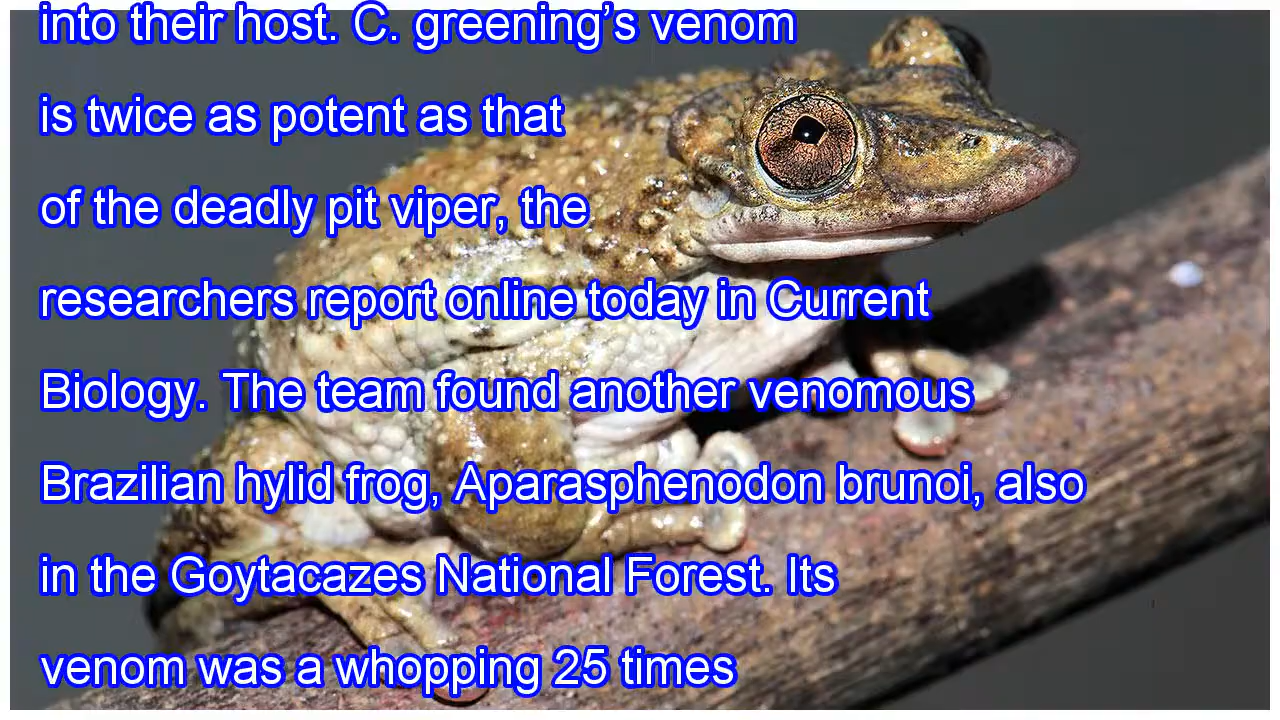 into their host. C. greening’s venom
is twice as potent as that
of the deadly pit viper, the
researchers report online today in Current
Biology. The team found another venomous
Brazilian hylid frog, Aparasphenodon brunoi, also
in the Goytacazes National Forest. Its
venom was a whopping 25 times